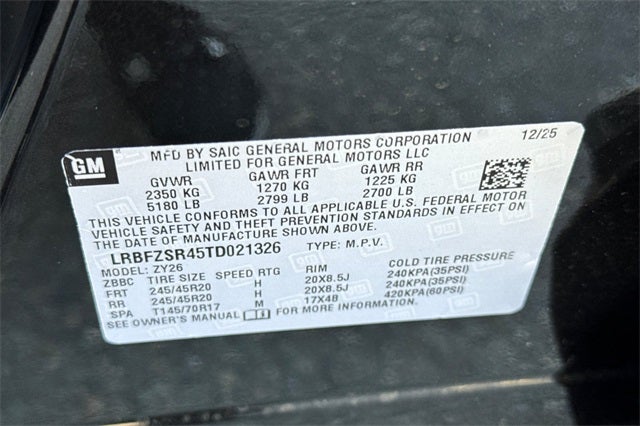 GM
MFD BY SAIC GENERAL MOTORS CORPORATION 12/25
LIMITED FOR GENERAL MOTORS LLC
GVWR GAWR FRT GAWR RR
2350 KG 1270 KG 1225 KG
5180 LB 2799 LB 2700 LB
THIS VEHICLE CONFORMS TO ALL APPLICABLE U.S. FEDERAL MOTOR
VEHICLE SAFETY AND THEFT PREVENTION STANDARDS IN EFFECT ON
THE DATE OF MANUFACTURE SHOWN ABOVE.
LRBFZSR45TD021326 TYPE: M.P.V.
MODEL: ZY26
ZBBC TIRE SIZE SPEED RTG RIM COLD TIRE PRESSURE
FRT 245/45R20 H 20X8.5J 240KPA(35PSI)
RR 245/45R20 H 20X8.5J 240KPA(35PSI)
SPA T145/70R17 M 17X4B 420KPA(60PSI)
SEE OWNER'S MANUAL FOR MORE INFORMATION.